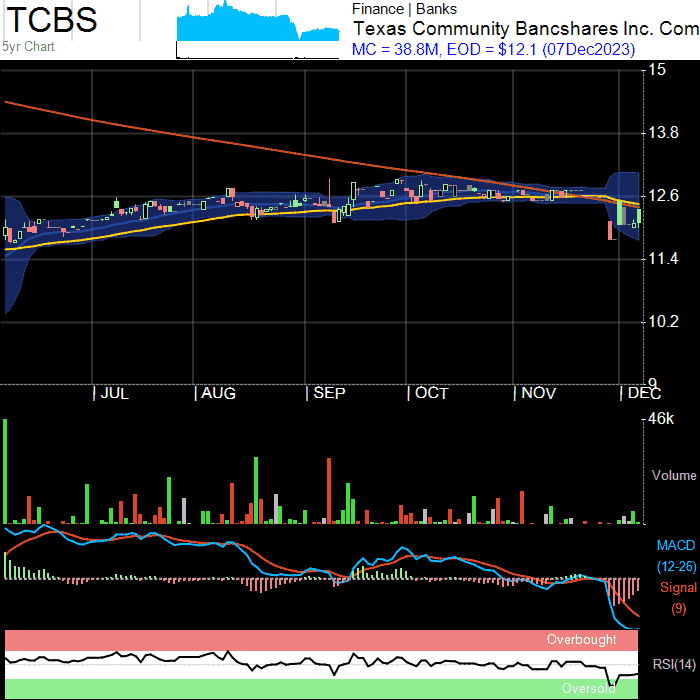 TCBS
5yr Chart
Finance | Banks
Texas Community Bancshares Inc. Com
MC = 38.8M, EOD = $12.1 (07Dec2023)
15
13.8
12.6
11.4
10.2
9
JUL
AUG
SEP
OCT
NOV
DEC
46k
Volume
MACD
(12-26)
Signal
(9)
Overbought
RSI(14)
Oversold